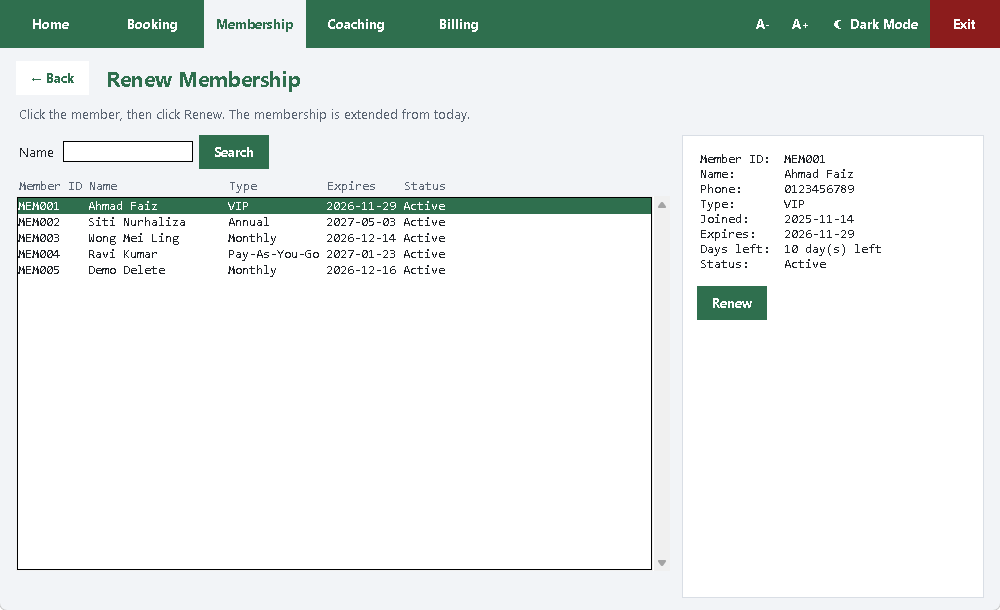 Home Booking Membership Coaching Billing A- A+ ☾ Dark Mode Exit
← Back Renew Membership
Click the member, then click Renew. The membership is extended from today.
Name Search
Member ID Name Type Expires Status
MEM001 Ahmad Faiz VIP 2026-11-29 Active
MEM002 Siti Nurhaliza Annual 2027-05-03 Active
MEM003 Wong Mei Ling Monthly 2026-12-14 Active
MEM004 Ravi Kumar Pay-As-You-Go 2027-01-23 Active
MEM005 Demo Delete Monthly 2026-12-16 Active
Member ID: MEM001
Name: Ahmad Faiz
Phone: 0123456789
Type: VIP
Joined: 2025-11-14
Expires: 2026-11-29
Days left: 10 day(s) left
Status: Active
Renew